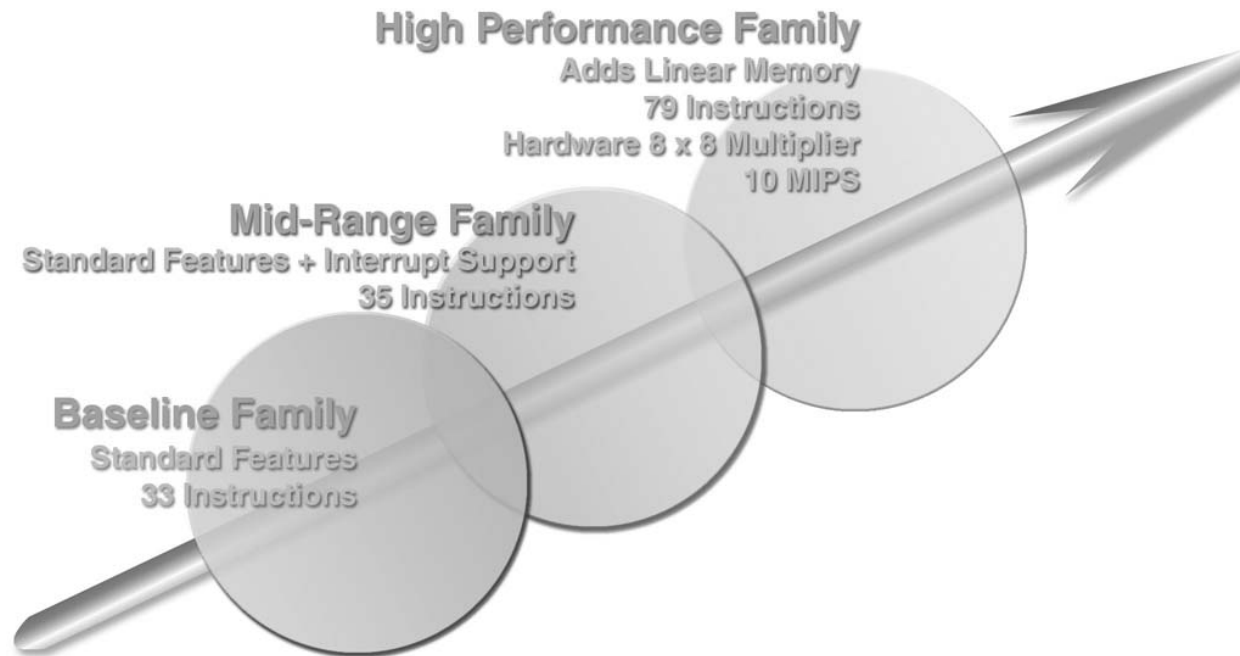 High Performance Family
Adds Linear Memory
79 Instructions
Hardware 8 x 8 Multiplier
10 MIPS
Mid-Range Family
Standard Features + Interrupt Support
35 Instructions
Baseline Family
Standard Features
33 Instructions